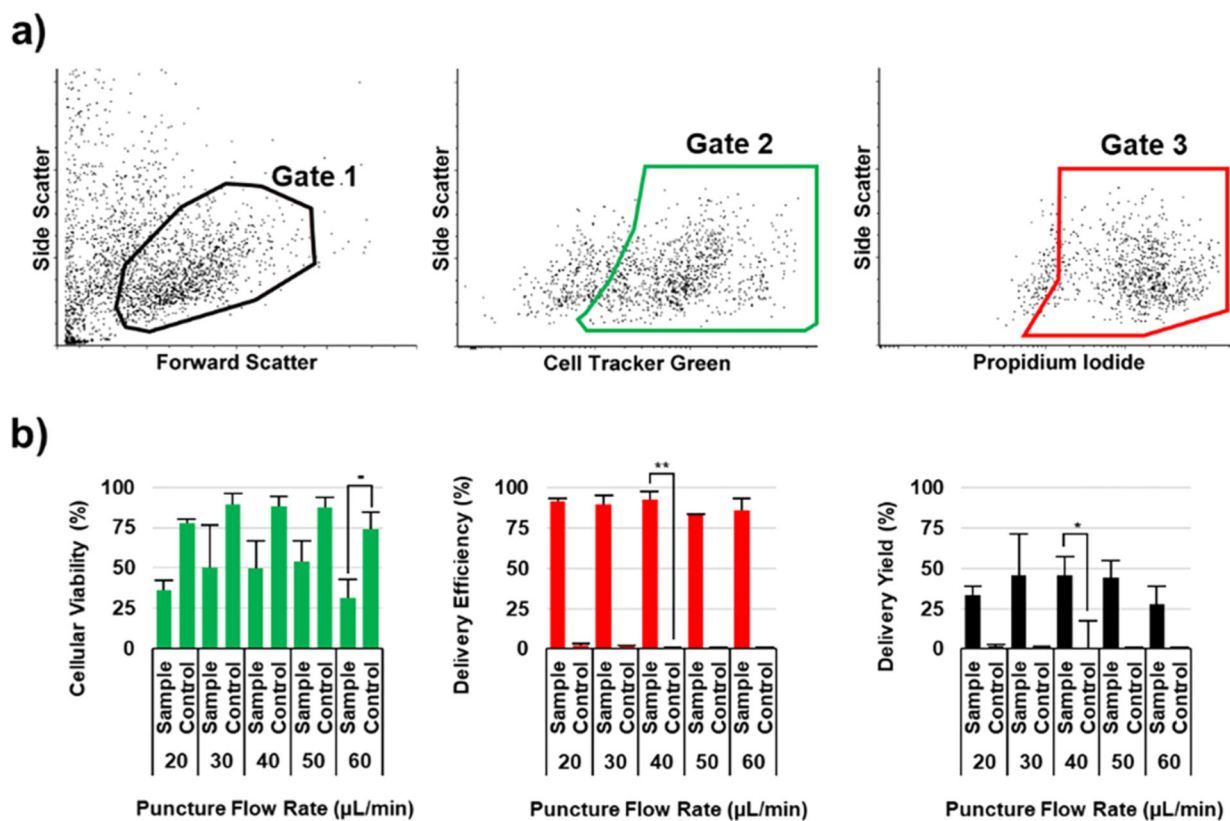 a)
Gate 1
Gate 2
Gate 3
Side Scatter
Side Scatter
Side Scatter
Forward Scatter
Cell Tracker Green
Propidium Iodide
b)
Cellular Viability (%)
100
75
50
25
0
Sample Control Sample Control Sample Control Sample Control Sample Control
20 30 40 50 60
Puncture Flow Rate (µL/min)
Delivery Efficiency (%)
**
100
75
50
25
0
Sample Control Sample Control Sample Control Sample Control Sample Control
20 30 40 50 60
Puncture Flow Rate (µL/min)
Delivery Yield (%)
*
100
75
50
25
0
Sample Control Sample Control Sample Control Sample Control Sample Control
20 30 40 50 60
Puncture Flow Rate (µL/min)